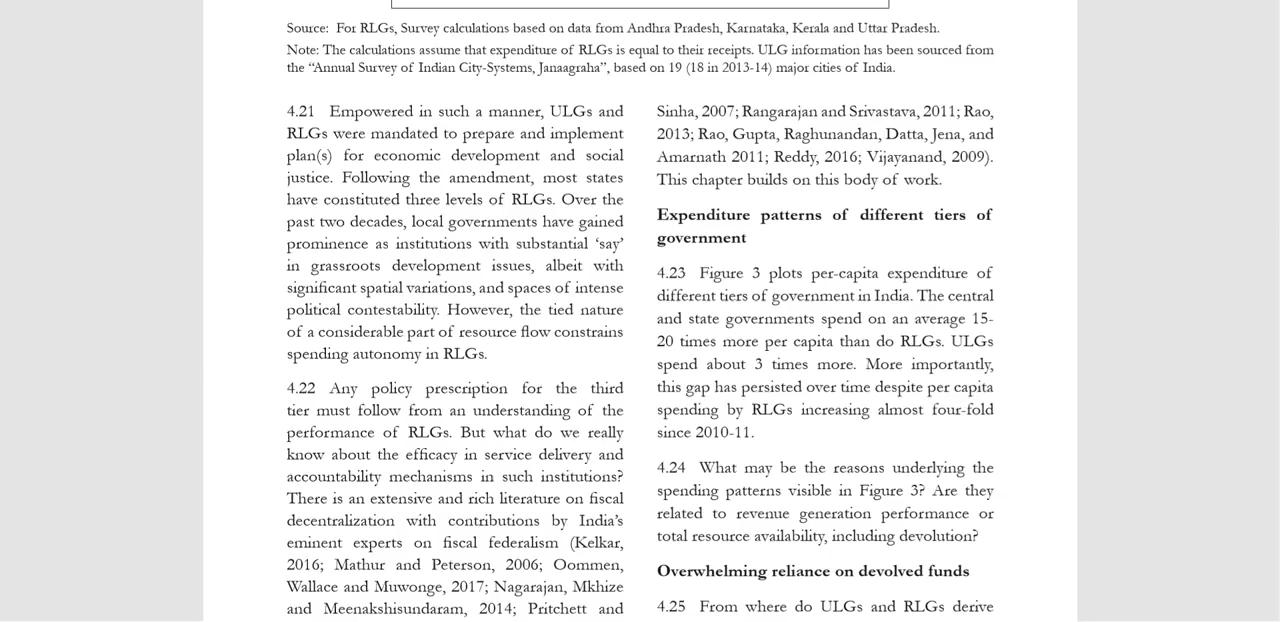 Source: For RLGs, Survey calculations based on data from Andhra Pradesh, Karnataka, Kerala and Uttar Pradesh.
Note: The calculations assume that expenditure of RLGs is equal to their receipts. ULG information has been sourced from
the “Annual Survey of Indian City-Systems, Janaagraha”, based on 19 (18 in 2013-14) major cities of India.
4.21 Empowered in such a manner, ULGs and
RLGs were mandated to prepare and implement
plan(s) for economic development and social
justice. Following the amendment, most states
have constituted three levels of RLGs. Over the
past two decades, local governments have gained
prominence as institutions with substantial ‘say’
in grassroots development issues, albeit with
significant spatial variations, and spaces of intense
political contestability. However, the tied nature
of a considerable part of resource flow constrains
spending autonomy in RLGs.
4.22 Any policy prescription for the third
tier must follow from an understanding of the
performance of RLGs. But what do we really
know about the efficacy in service delivery and
accountability mechanisms in such institutions?
There is an extensive and rich literature on fiscal
decentralization with contributions by India’s
eminent experts on fiscal federalism (Kelkar,
2016; Mathur and Peterson, 2006; Oommen,
Wallace and Muwonge, 2017; Nagarajan, Mkhize
and Meenakshisundaram, 2014; Pritchett and
Sinha, 2007; Rangarajan and Srivastava, 2011; Rao,
2013; Rao, Gupta, Raghunandan, Datta, Jena, and
Amarnath 2011; Reddy, 2016; Vijayanand, 2009).
This chapter builds on this body of work.
Expenditure patterns of different tiers of
government
4.23 Figure 3 plots per-capita expenditure of
different tiers of government in India. The central
and state governments spend on an average 15-
20 times more per capita than do RLGs. ULGs
spend about 3 times more. More importantly,
this gap has persisted over time despite per capita
spending by RLGs increasing almost four-fold
since 2010-11.
4.24 What may be the reasons underlying the
spending patterns visible in Figure 3? Are they
related to revenue generation performance or
total resource availability, including devolution?
Overwhelming reliance on devolved funds
4.25 From where do ULGs and RLGs derive